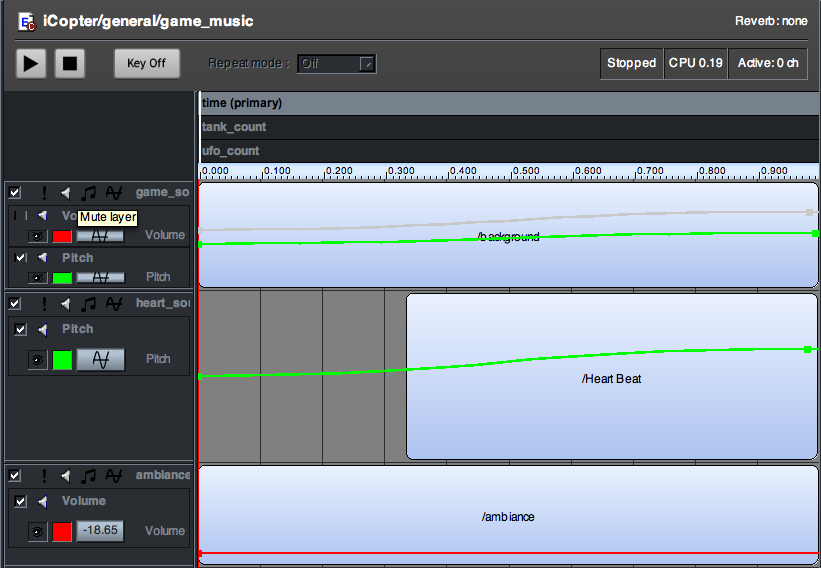 iCopter/general/game_music
Reverb: none
Key Off
Repeat mode :
Off
Stopped
CPU 0.19
Active: 0 ch
time (primary)
tank_count
ufo_count
0.000 0.100 0.200 0.300 0.400 0.500 0.600 0.700 0.800 0.900
game_so
Vo
Mute layer
Volume
Pitch
Pitch
/background
heart_sou
Pitch
Pitch
/Heart Beat
ambiance
Volume
-18.65
Volume
/ambiance